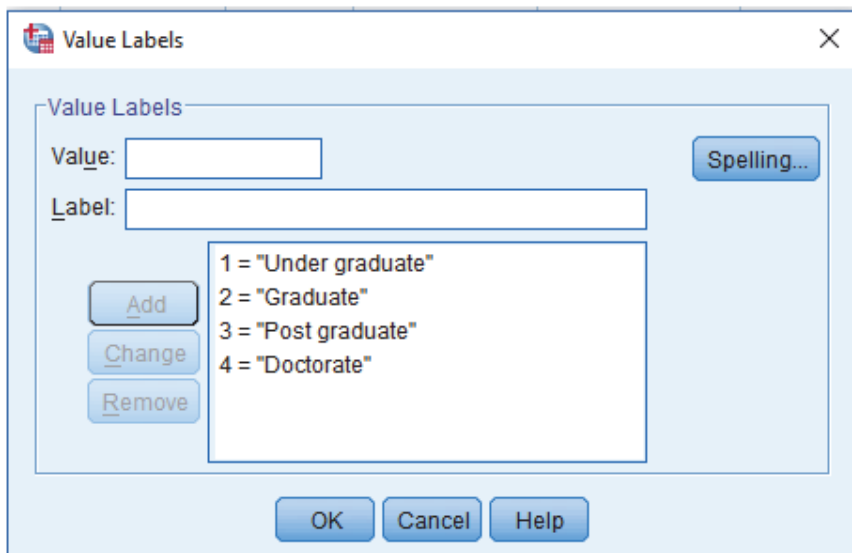 Value Labels
Value Labels
Value:
Spelling...
Label:
1 = "Under graduate"
2 = "Graduate"
3 = "Post graduate"
4 = "Doctorate"
Add
Change
Remove
OK Cancel Help